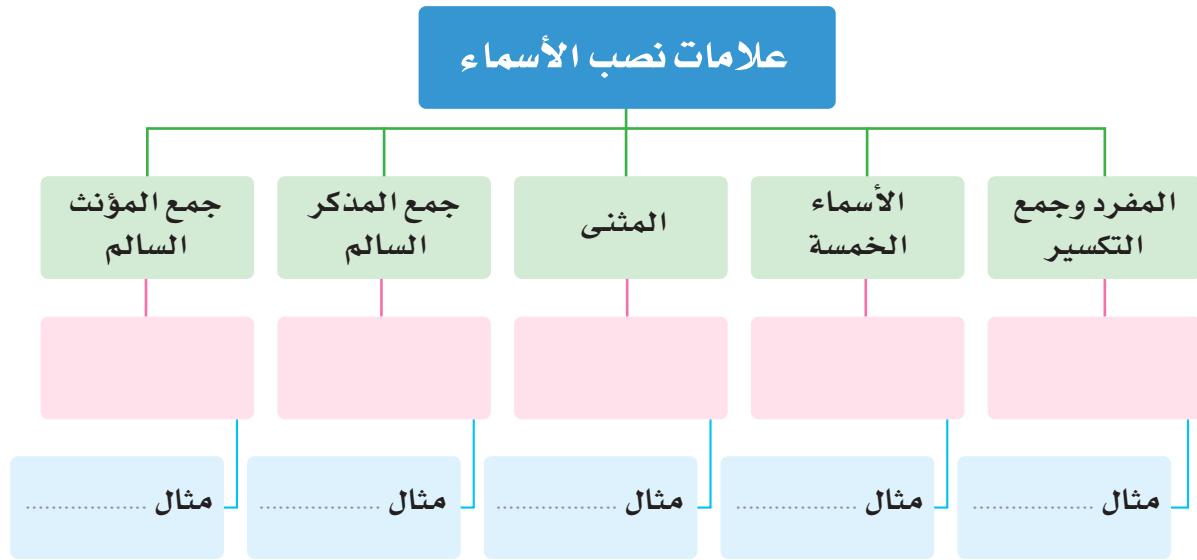 علامات نصب الأسماء
المفرد وجمع
التكسير
الأسماء
الخمسة
المثنى
جمع المذكر
السالم
جمع المؤنث
السالم
مثال ..................
مثال ..................
مثال ..................
مثال ..................
مثال ..................